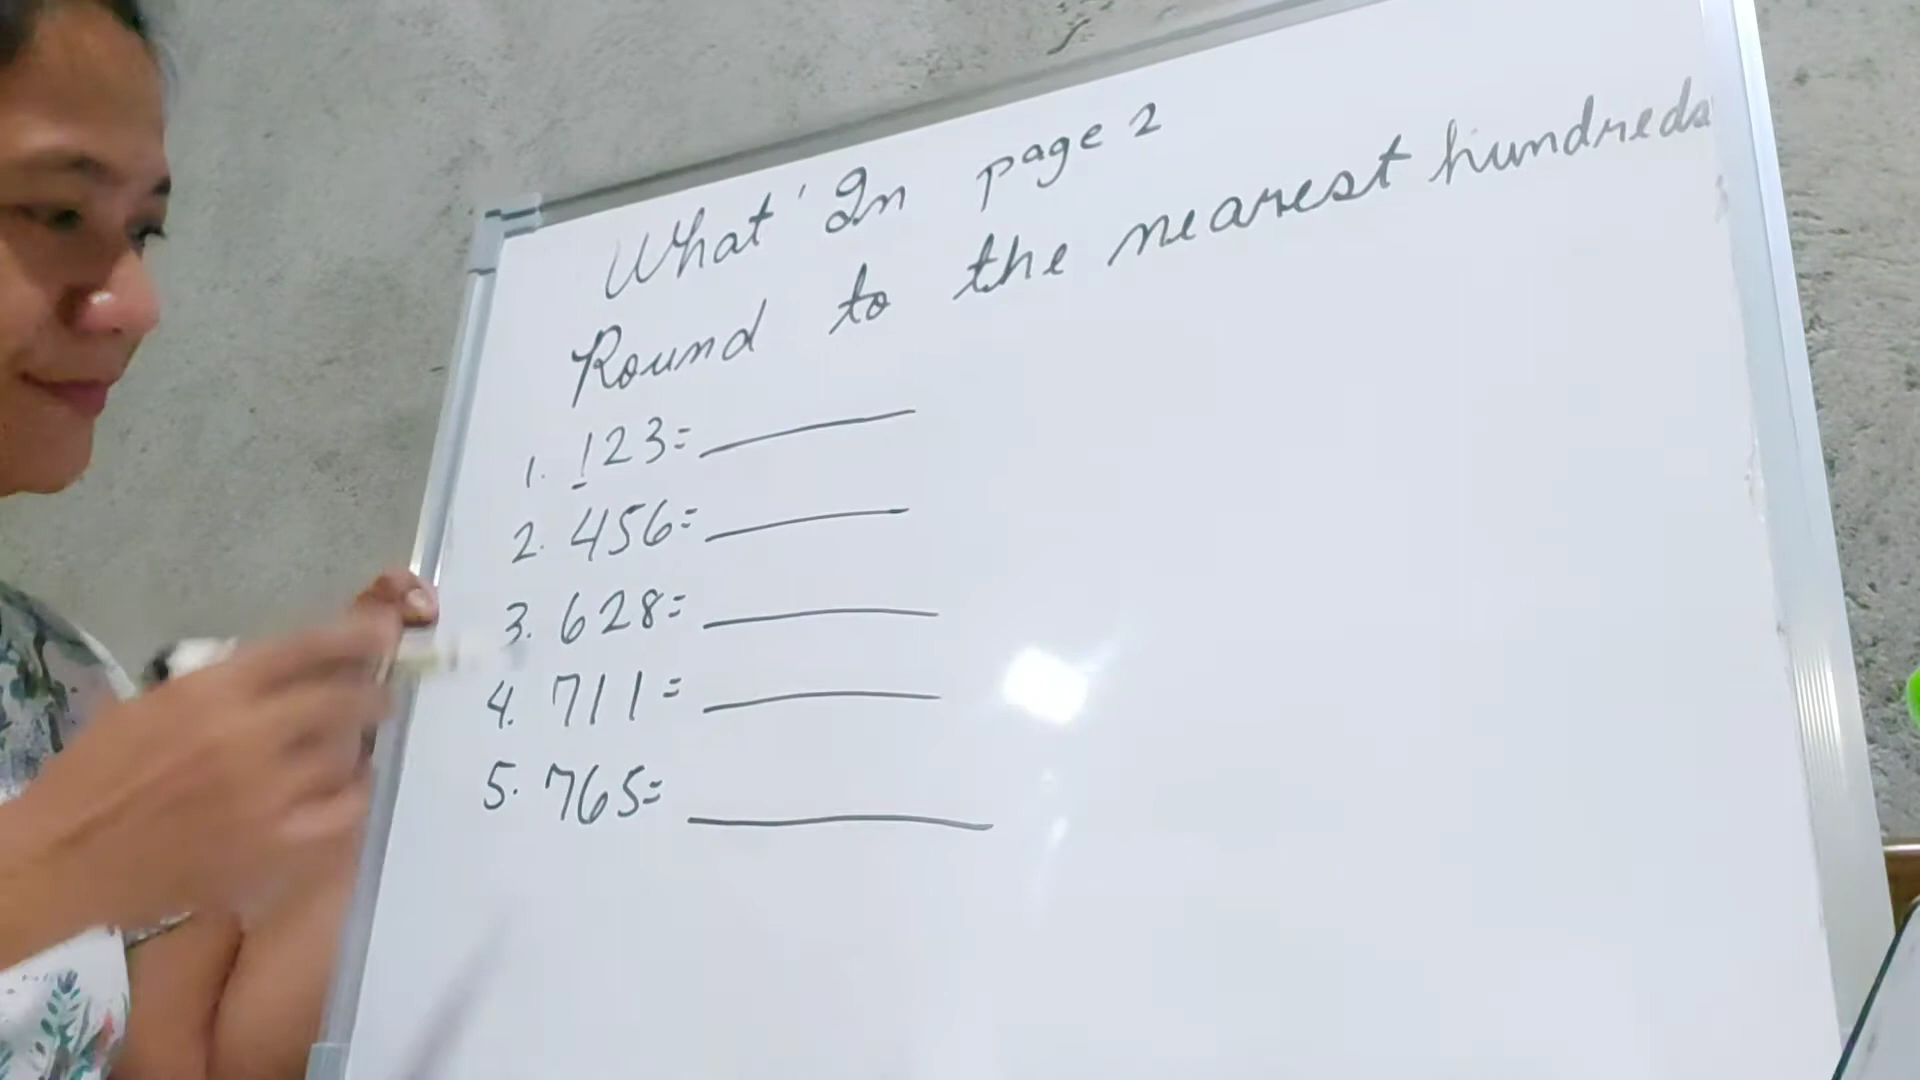 What' In page 2
Round to the nearest hundreds
1. 123=
2. 456=
3. 628=
4. 711=
5. 765=